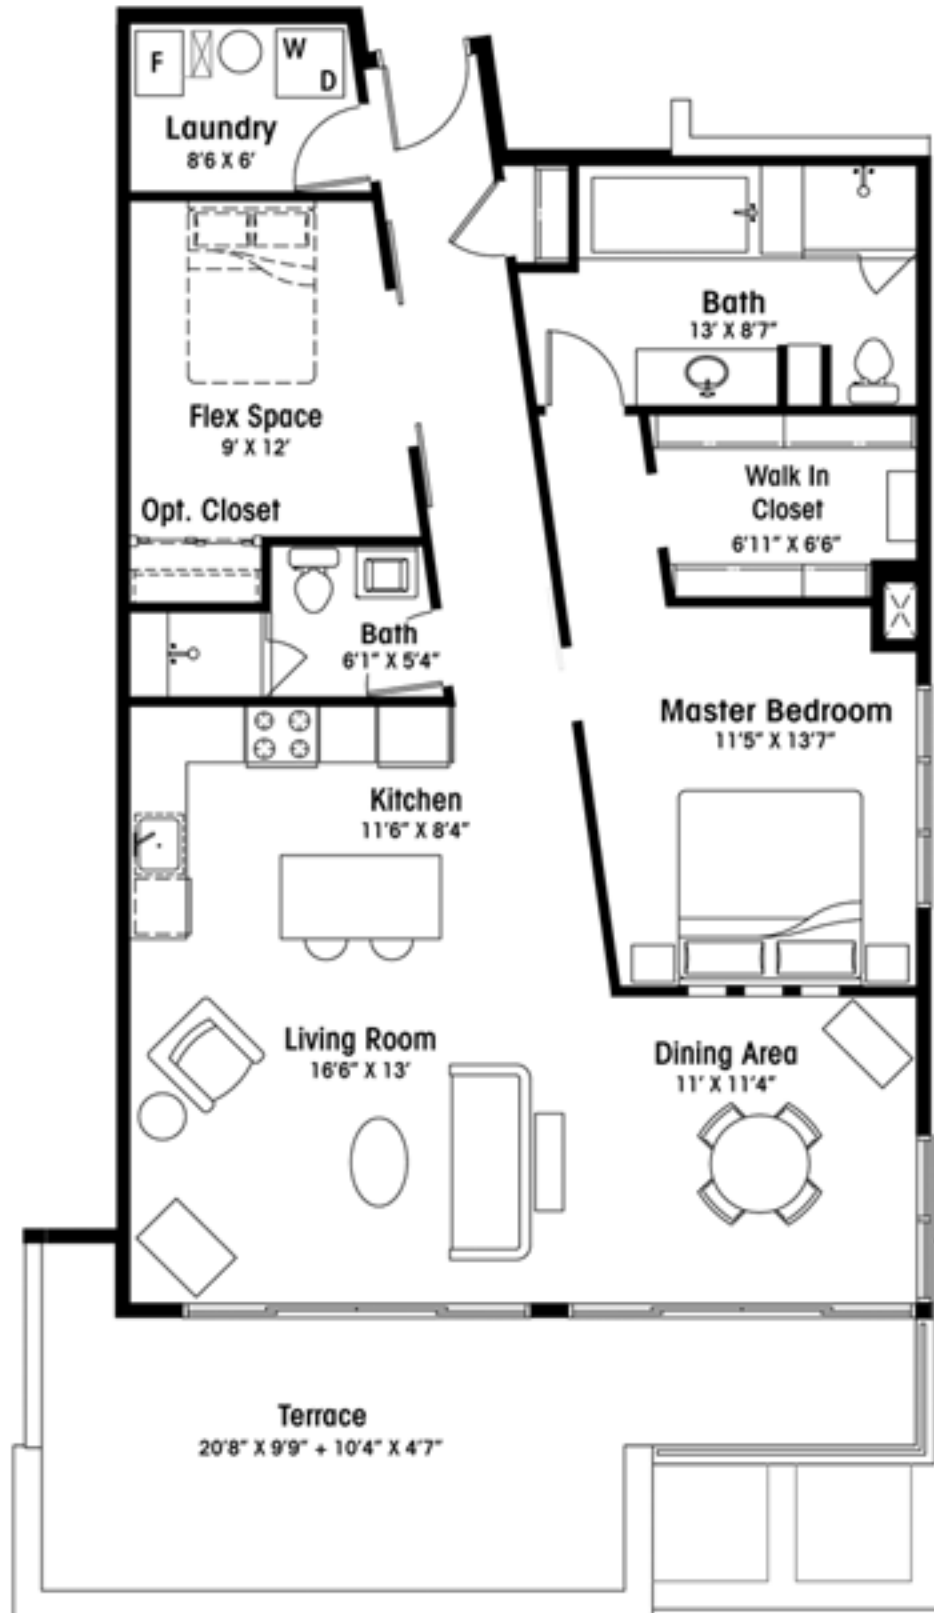 F
W
D
Laundry
8'6 X 6'
Bath
13' X 8'7"
Flex Space
9' X 12'
Walk In
Closet
6'11" X 6'6"
Opt. Closet
Bath
6'1" X 5'4"
Master Bedroom
11'5" X 13'7"
Kitchen
11'6" X 8'4"
Living Room
16'6" X 13'
Dining Area
11' X 11'4"
Terrace
20'8" X 9'9" + 10'4" X 4'7"